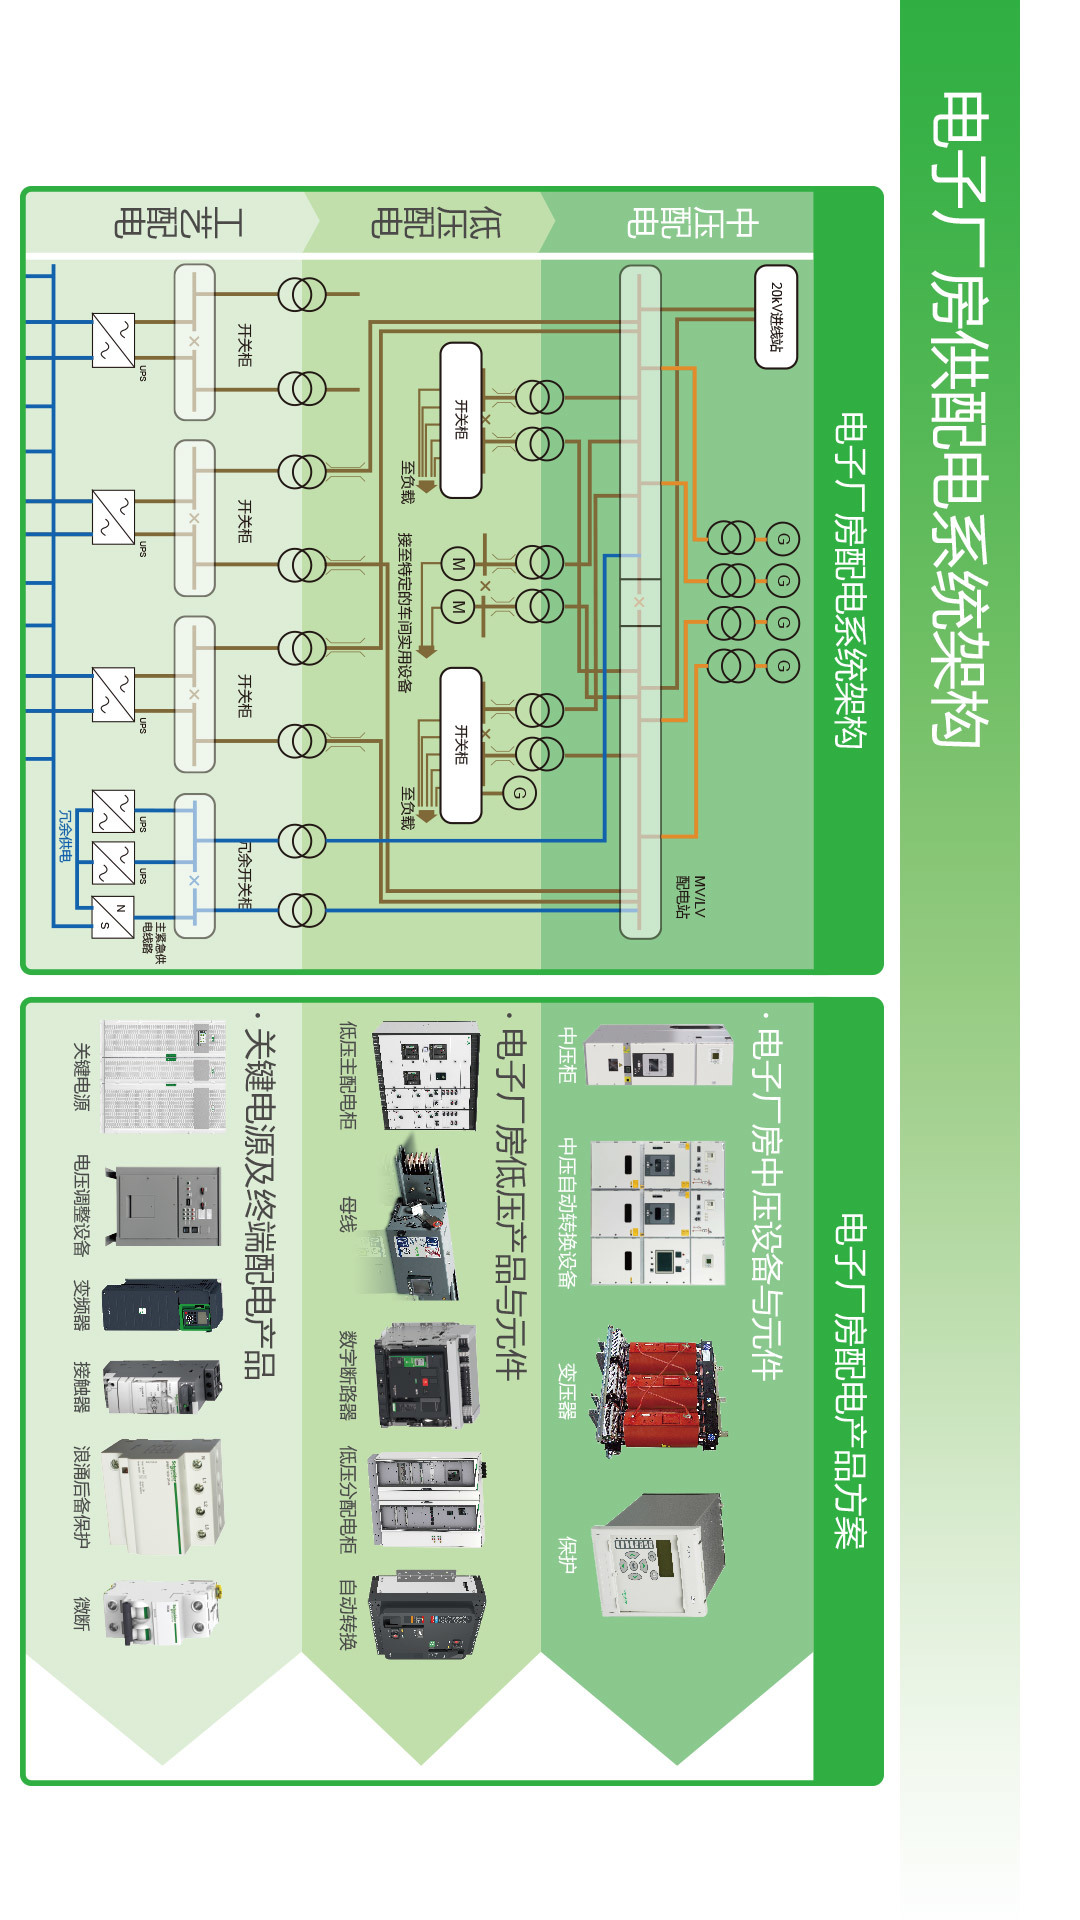 电子厂房供配电系统架构
电子厂房配电系统架构
中压配电
20kV进线站
G
G
G
G
MV/LV
配电站
低压配电
开关柜
至负载
M
M
接至特定的车间实用设备
开关柜
至负载
G
工艺配电
开关柜
开关柜
开关柜
冗余开关柜
UPS
UPS
UPS
UPS
UPS
N
S
主紧急供
电线路
冗余供电
电子厂房配电产品方案
· 电子厂房中压设备与元件
中压柜
中压自动转换设备
变压器
保护
· 电子厂房低压产品与元件
低压主配电柜
母线
数字断路器
低压分配电柜
自动转换
· 关键电源及终端配电产品
关键电源
电压调整设备
变频器
接触器
浪涌后备保护
微断